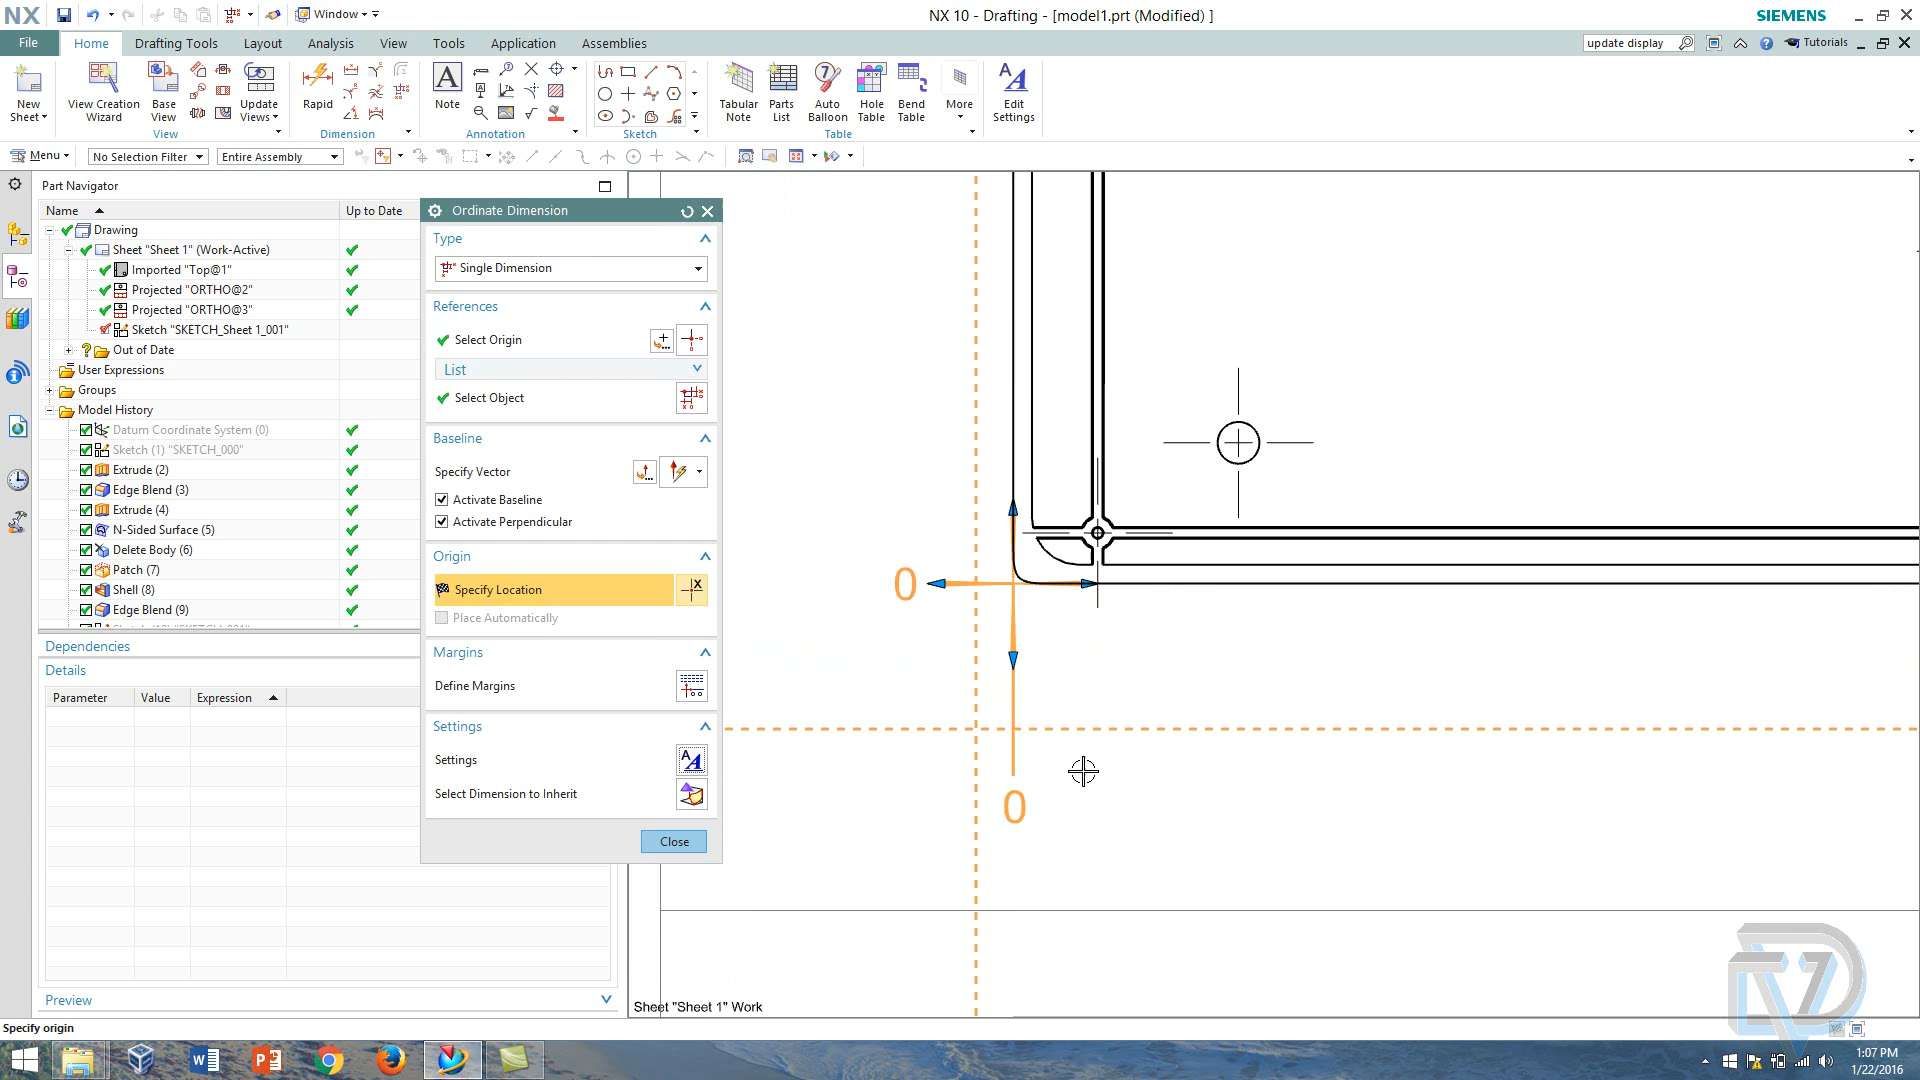 NX
Window
NX 10 - Drafting - [model1.prt (Modified) ]
SIEMENS
File
Home
Drafting Tools
Layout
Analysis
View
Tools
Application
Assemblies
update display
Tutorials
New Sheet
View Creation Wizard
Base View
Update Views
View
Rapid
Dimension
Note
Annotation
Sketch
Tabular Note
Parts List
Auto Balloon
Hole Table
Bend Table
More
Table
Edit Settings
Menu
No Selection Filter
Entire Assembly
Part Navigator
Name
Up to Date
Drawing
Sheet "Sheet 1" (Work-Active)
Imported "Top@1"
Projected "ORTHO@2"
Projected "ORTHO@3"
Sketch "SKETCH_Sheet 1_001"
Out of Date
User Expressions
Groups
Model History
Datum Coordinate System (0)
Sketch (1) "SKETCH_000"
Extrude (2)
Edge Blend (3)
Extrude (4)
N-Sided Surface (5)
Delete Body (6)
Patch (7)
Shell (8)
Edge Blend (9)
Dependencies
Details
Parameter
Value
Expression
Preview
Ordinate Dimension
Type
Single Dimension
References
Select Origin
List
Select Object
Baseline
Specify Vector
Activate Baseline
Activate Perpendicular
Origin
Specify Location
Place Automatically
Margins
Define Margins
Settings
Settings
Select Dimension to Inherit
Close
0
0
Sheet "Sheet 1" Work
Specify origin
1:07 PM
1/22/2016